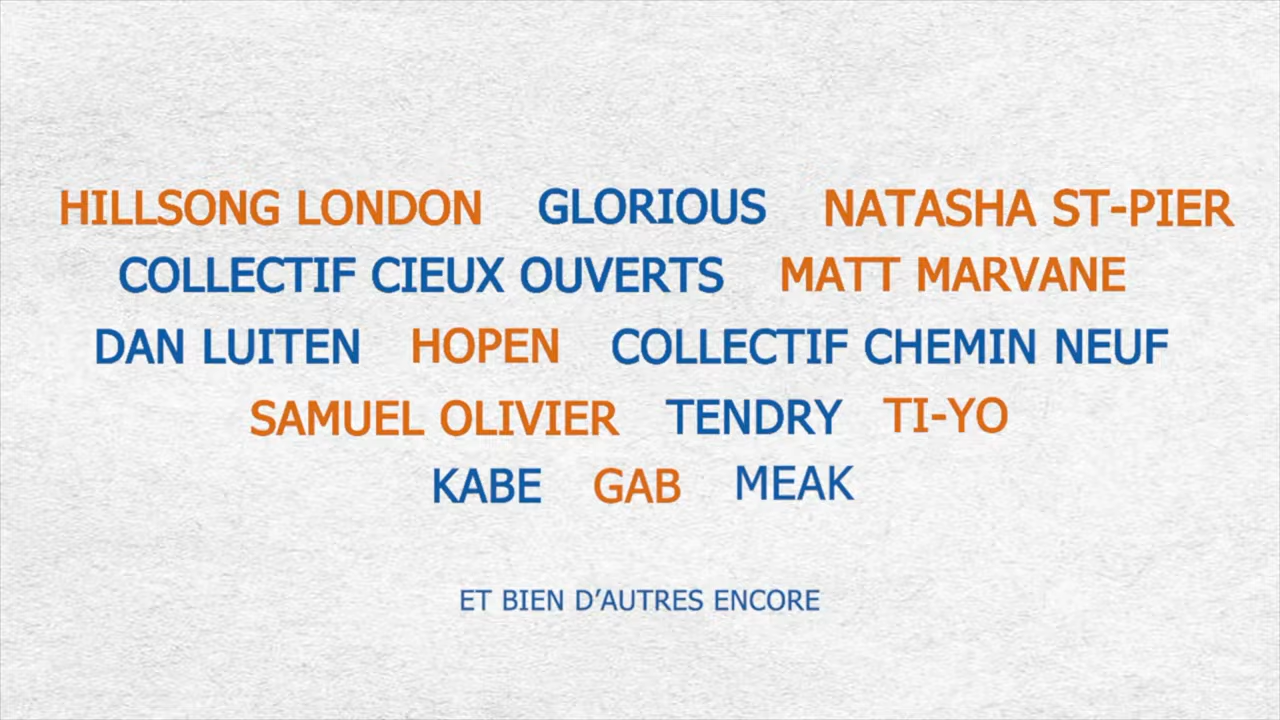 HILLSONG LONDON GLORIOUS NATASHA ST-PIER
COLLECTIF CIEUX OUVERTS MATT MARVANE
DAN LUITEN HOPEN COLLECTIF CHEMIN NEUF
SAMUEL OLIVIER TENDRY TI-YO
KABE GAB MEAK
ET BIEN D’AUTRES ENCORE